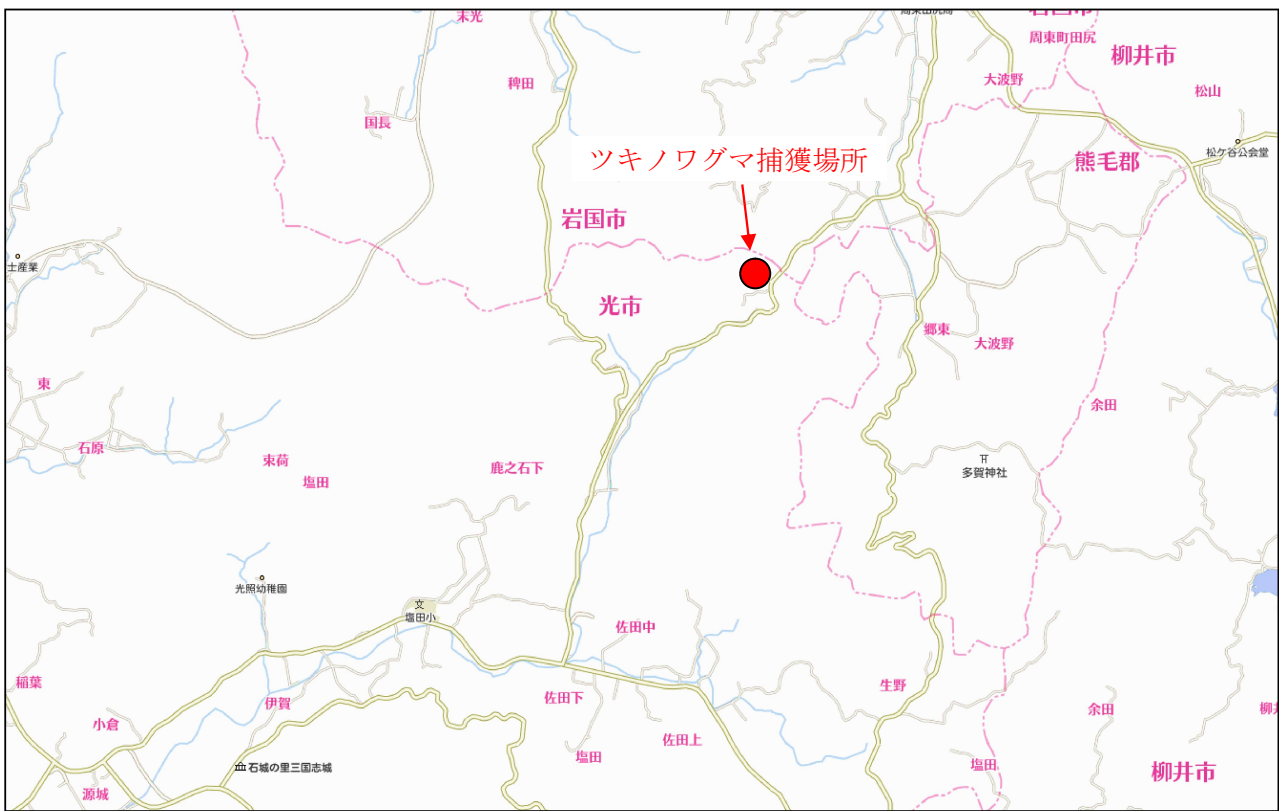 末光
周東町田尻
柳井市
大波野
稗田
松山
国長
松ケ谷公会堂
ツキノワグマ捕獲場所
熊毛郡
岩国市
士産業
光市
郷東
大波野
東
余田
石原
束荷
鹿之石下
多賀神社
塩田
光照幼稚園
文
塩田小
佐田中
稲葉
生野
伊賀
佐田下
余田
小倉
佐田上
塩田
塩田
石城の里三国志城
柳井市
源城